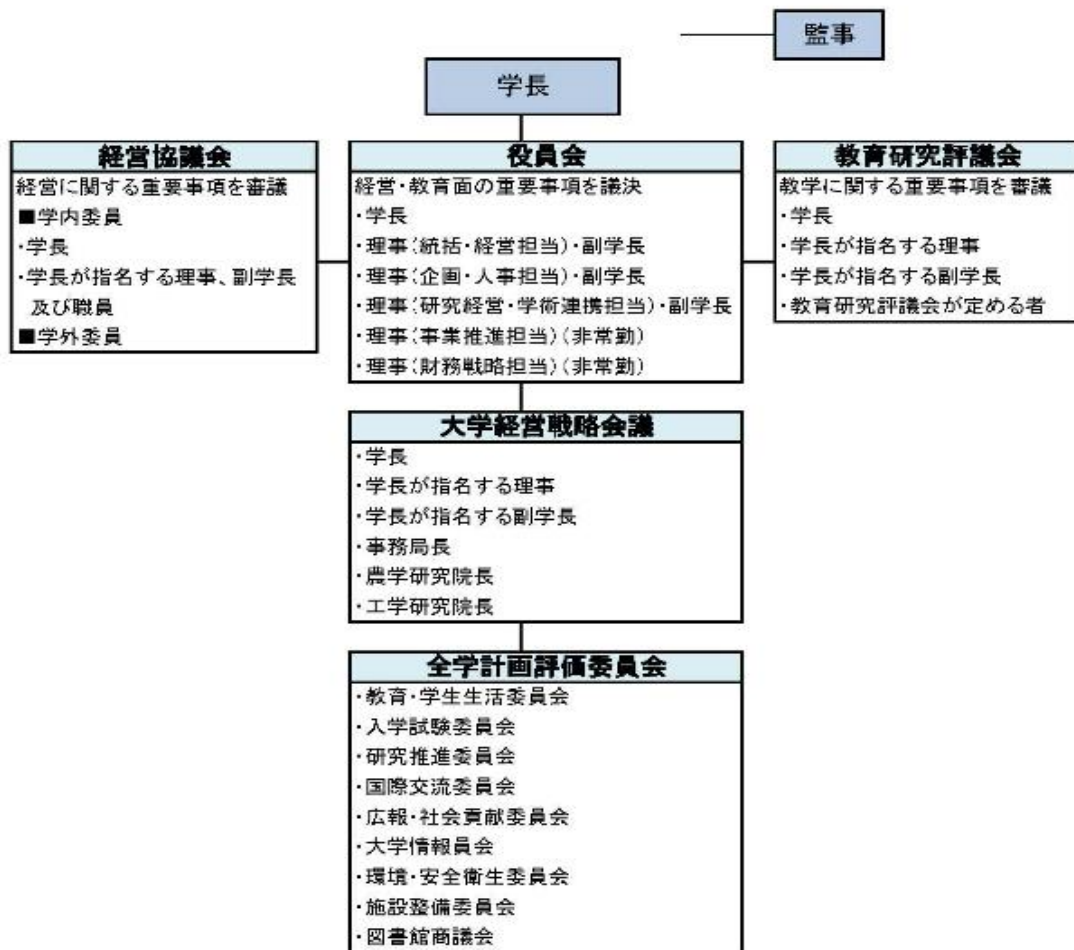 監事
学長
経営協議会
経営に関する重要事項を審議
■学内委員
・学長
・学長が指名する理事、副学長
及び職員
■学外委員
役員会
経営・教育面の重要事項を議決
・学長
・理事(統括・経営担当)・副学長
・理事(企画・人事担当)・副学長
・理事(研究経営・学術連携担当)・副学長
・理事(事業推進担当)(非常勤)
・理事(財務戦略担当)(非常勤)
教育研究評議会
教学に関する重要事項を審議
・学長
・学長が指名する理事
・学長が指名する副学長
・教育研究評議会が定める者
大学経営戦略会議
・学長
・学長が指名する理事
・学長が指名する副学長
・事務局長
・農学研究院長
・工学研究院長
全学計画評価委員会
・教育・学生生活委員会
・入学試験委員会
・研究推進委員会
・国際交流委員会
・広報・社会貢献委員会
・大学情報員会
・環境・安全衛生委員会
・施設整備委員会
・図書館商議会